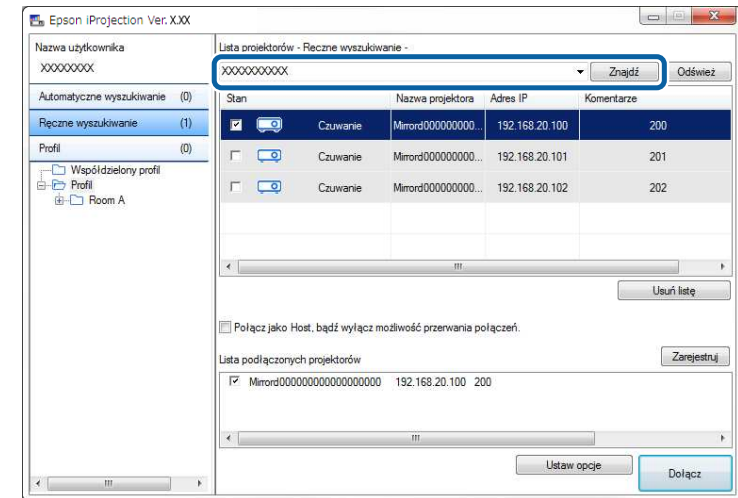 Epson iProjection Ver. X.XX
Nazwa użytkownika
XXXXXXXX
Automatyczne wyszukiwanie (0)
Ręczne wyszukiwanie (1)
Profil (0)
Współdzielony profil
Profil
Room A
Lista projektorów - Ręczne wyszukiwanie -
XXXXXXXXXX Znajdź Odśwież
Stan Nazwa projektora Adres IP Komentarze
Czuwanie Mirrord000000000... 192.168.20.100 200
Czuwanie Mirrord000000000... 192.168.20.101 201
Czuwanie Mirrord000000000... 192.168.20.102 202
Usuń listę
Połącz jako Host, bądź wyłącz możliwość przerwania połączeń.
Lista podłączonych projektorów Zarejestruj
Mirrord000000000000000000 192.168.20.100 200
Ustaw opcje Dołącz